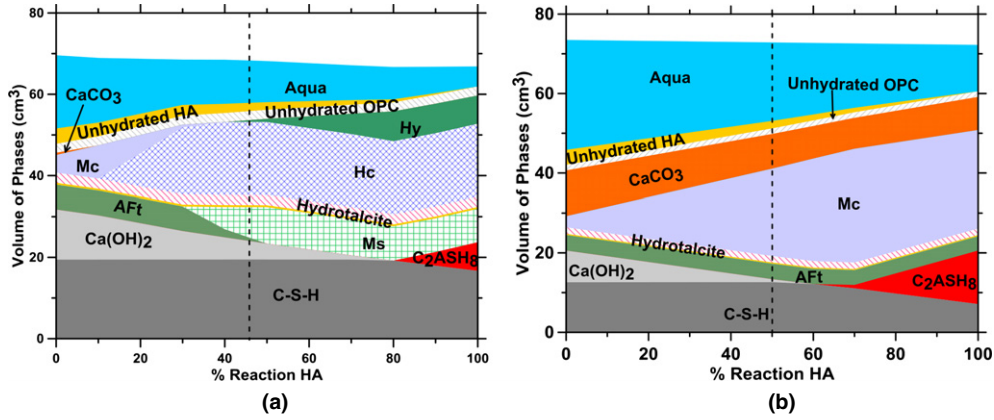 80
60
40
20
0
Volume of Phases (cm³)
Aqua
CaCO₃
Unhydrated HA
Unhydrated OPC
Hy
Mc
Hc
Hydrotalcite
AFt
Ms
Ca(OH)₂
C₂ASH₈
C-S-H
0 20 40 60 80 100
% Reaction HA
(a)
80
60
40
20
0
Volume of Phases (cm³)
Aqua
Unhydrated OPC
Unhydrated HA
CaCO₃
Mc
Hydrotalcite
Ca(OH)₂
AFt
C₂ASH₈
C-S-H
0 20 40 60 80 100
% Reaction HA
(b)